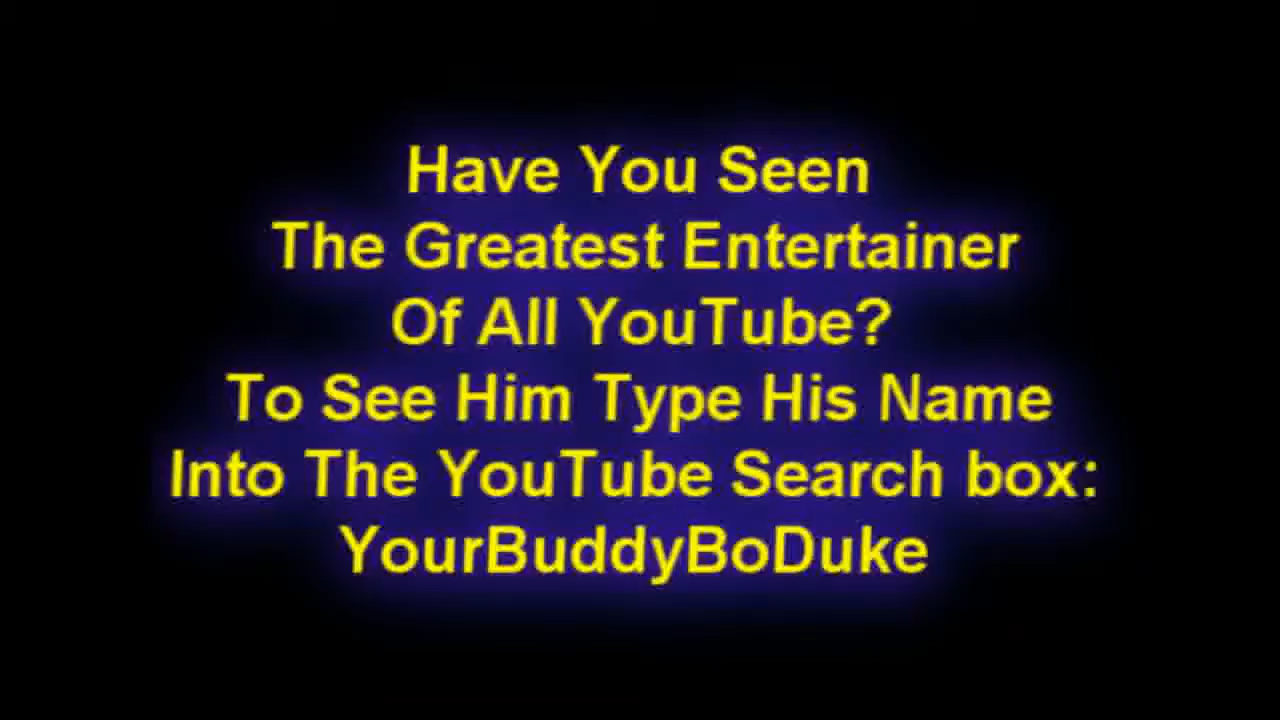 Have You Seen
The Greatest Entertainer
Of All YouTube?
To See Him Type His Name
Into The YouTube Search box:
YourBuddyBoDuke